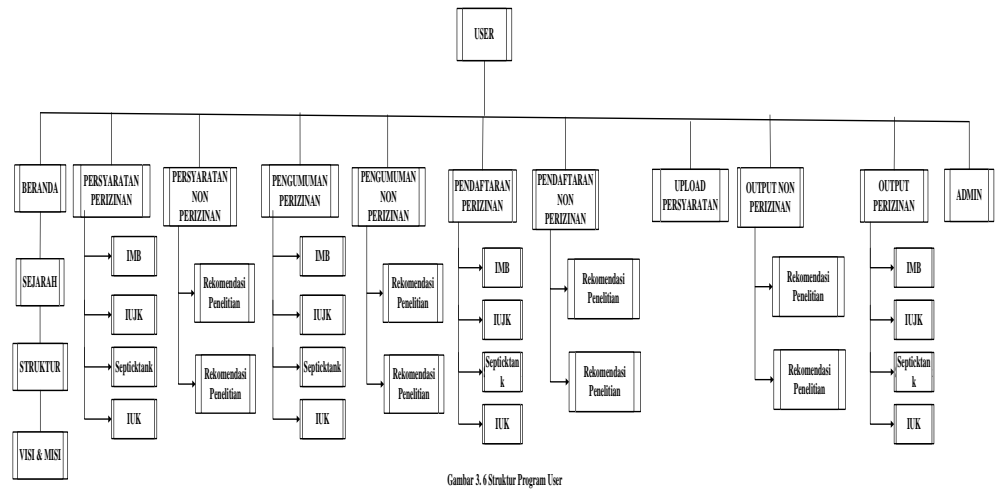 USER
BERANDA
SEJARAH
STRUKTUR
VISI & MISI
PERSYARATAN
PERIZINAN
IMB
IUJK
Septicktank
IUK
PERSYARATAN
NON
PERIZINAN
Rekomendasi
Penelitian
Rekomendasi
Penelitian
PENGUMUMAN
PERIZINAN
IMB
IUJK
Septicktank
IUK
PENGUMUMAN
NON
PERIZINAN
Rekomendasi
Penelitian
Rekomendasi
Penelitian
PENDAFTARAN
PERIZINAN
IMB
IUJK
Septicktan
k
IUK
PENDAFTARAN
NON
PERIZINAN
Rekomendasi
Penelitian
Rekomendasi
Penelitian
UPLOAD
PERSYARATAN
OUTPUT NON
PERIZINAN
Rekomendasi
Penelitian
Rekomendasi
Penelitian
OUTPUT
PERIZINAN
IMB
IUJK
Septicktan
k
IUK
ADMIN
Gambar 3. 6 Struktur Program User